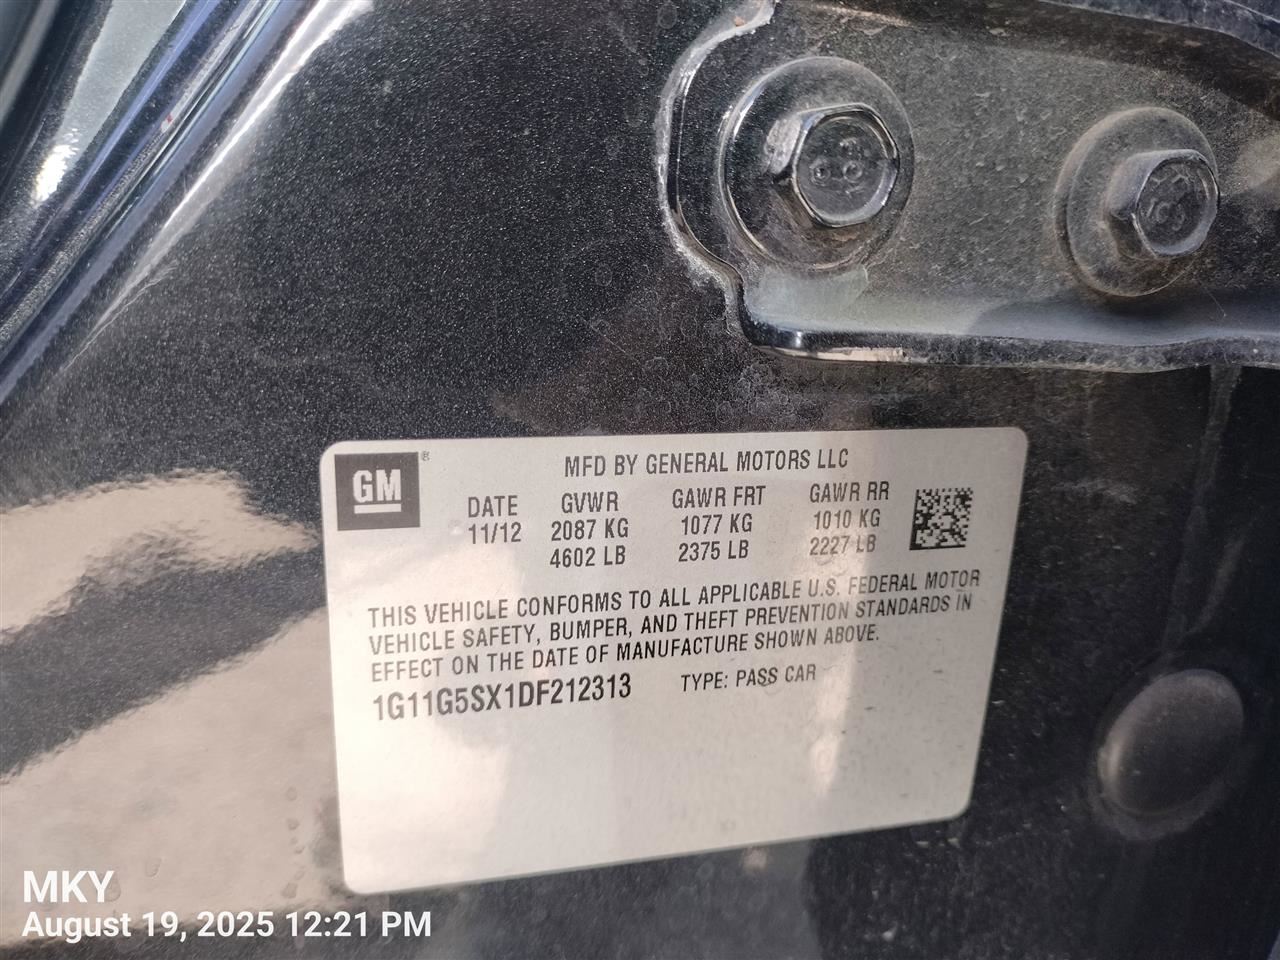 GM
MFD BY GENERAL MOTORS LLC
DATE GVWR GAWR FRT GAWR RR
11/12 2087 KG 1077 KG 1010 KG
4602 LB 2375 LB 2227 LB
THIS VEHICLE CONFORMS TO ALL APPLICABLE U.S. FEDERAL MOTOR
VEHICLE SAFETY, BUMPER, AND THEFT PREVENTION STANDARDS IN
EFFECT ON THE DATE OF MANUFACTURE SHOWN ABOVE.
1G11G5SX1DF212313 TYPE: PASS CAR
MKY
August 19, 2025 12:21 PM